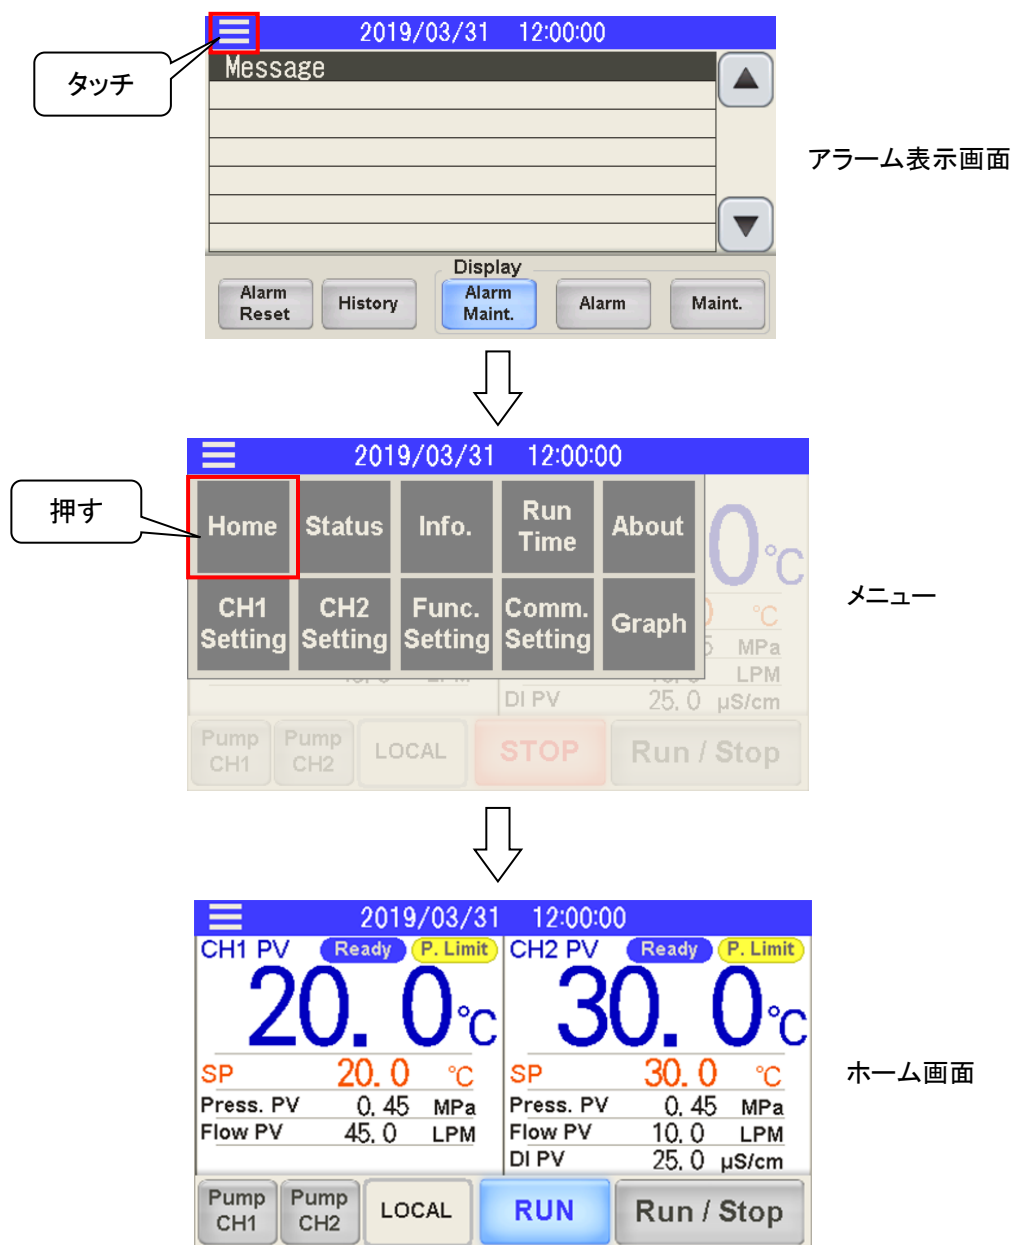 2019/03/31 12:00:00
タッチ
Message
アラーム表示画面
Display
Alarm Reset
History
Alarm Maint.
Alarm
Maint.
2019/03/31 12:00:00
押す
Home
Status
Info.
Run Time
About
0℃
CH1 Setting
CH2 Setting
Func. Setting
Comm. Setting
Graph
メニュー
℃
MPa
LPM
DI PV 25.0 μS/cm
Pump CH1
Pump CH2
LOCAL
STOP
Run / Stop
2019/03/31 12:00:00
CH1 PV Ready P. Limit
20.0℃
SP 20.0 ℃
Press. PV 0.45 MPa
Flow PV 45.0 LPM
CH2 PV Ready P. Limit
30.0℃
SP 30.0 ℃
Press. PV 0.45 MPa
Flow PV 10.0 LPM
DI PV 25.0 μS/cm
ホーム画面
Pump CH1
Pump CH2
LOCAL
RUN
Run / Stop